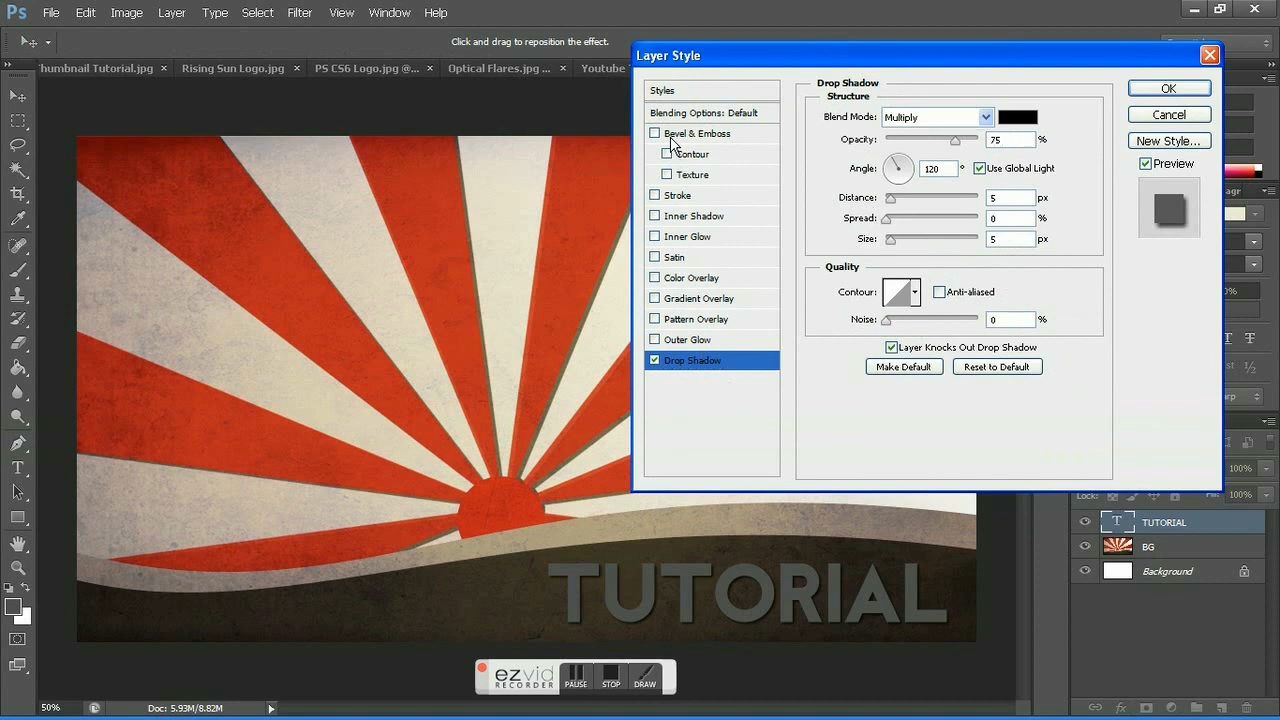 Ps File Edit Image Layer Type Select Filter View Window Help
Click and drag to reposition the effect.
Thumbnail Tutorial.jpg × Rising Sun Logo.jpg × PS CS6 Logo.jpg @... × Optical Flares.jpg ... × Youtube
Layer Style
Styles
Blending Options: Default
Bevel & Emboss
Contour
Texture
Stroke
Inner Shadow
Inner Glow
Satin
Color Overlay
Gradient Overlay
Pattern Overlay
Outer Glow
Drop Shadow
Drop Shadow
Structure
Blend Mode: Multiply
Opacity: 75 %
Angle: 120 ° Use Global Light
Distance: 5 px
Spread: 0 %
Size: 5 px
Quality
Contour: Anti-aliased
Noise: 0 %
Layer Knocks Out Drop Shadow
Make Default Reset to Default
OK
Cancel
New Style...
Preview
100%
Lock: 100%
TUTORIAL
BG
Background
TUTORIAL
ezvid
RECORDER
PAUSE STOP DRAW
50% Doc: 5.93M/8.82M